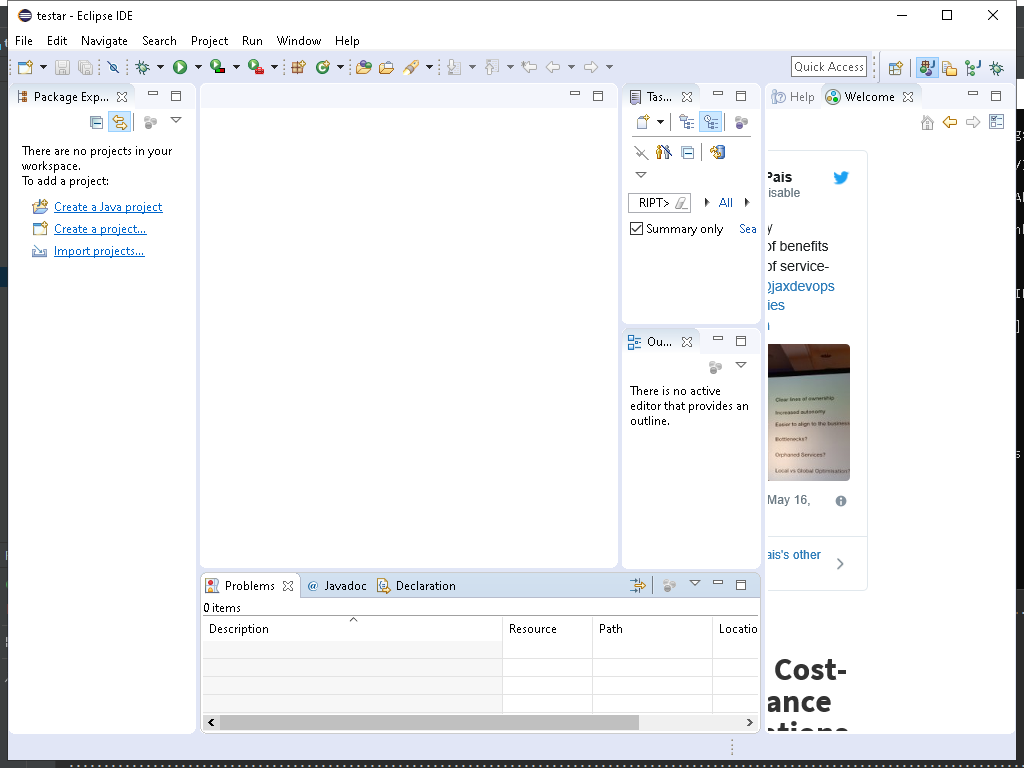 testar - Eclipse IDE
File Edit Navigate Search Project Run Window Help
Quick Access
Package Exp...
There are no projects in your
workspace.
To add a project:
Create a Java project
Create a project...
Import projects...
Tas...
RIPT>
All
Summary only
Sea
Ou...
There is no active
editor that provides an
outline.
Help
Welcome
Pais
isable
y
of benefits
of service-
jaxdevops
ies
Clear lines of ownership
Increased autonomy
Easier to align to the business
Bottlenecks?
Orphaned Services?
Local vs Global Optimisation?
May 16,
ais's other
Cost-
ance
Problems @ Javadoc Declaration
0 items
Description Resource Path Locatio